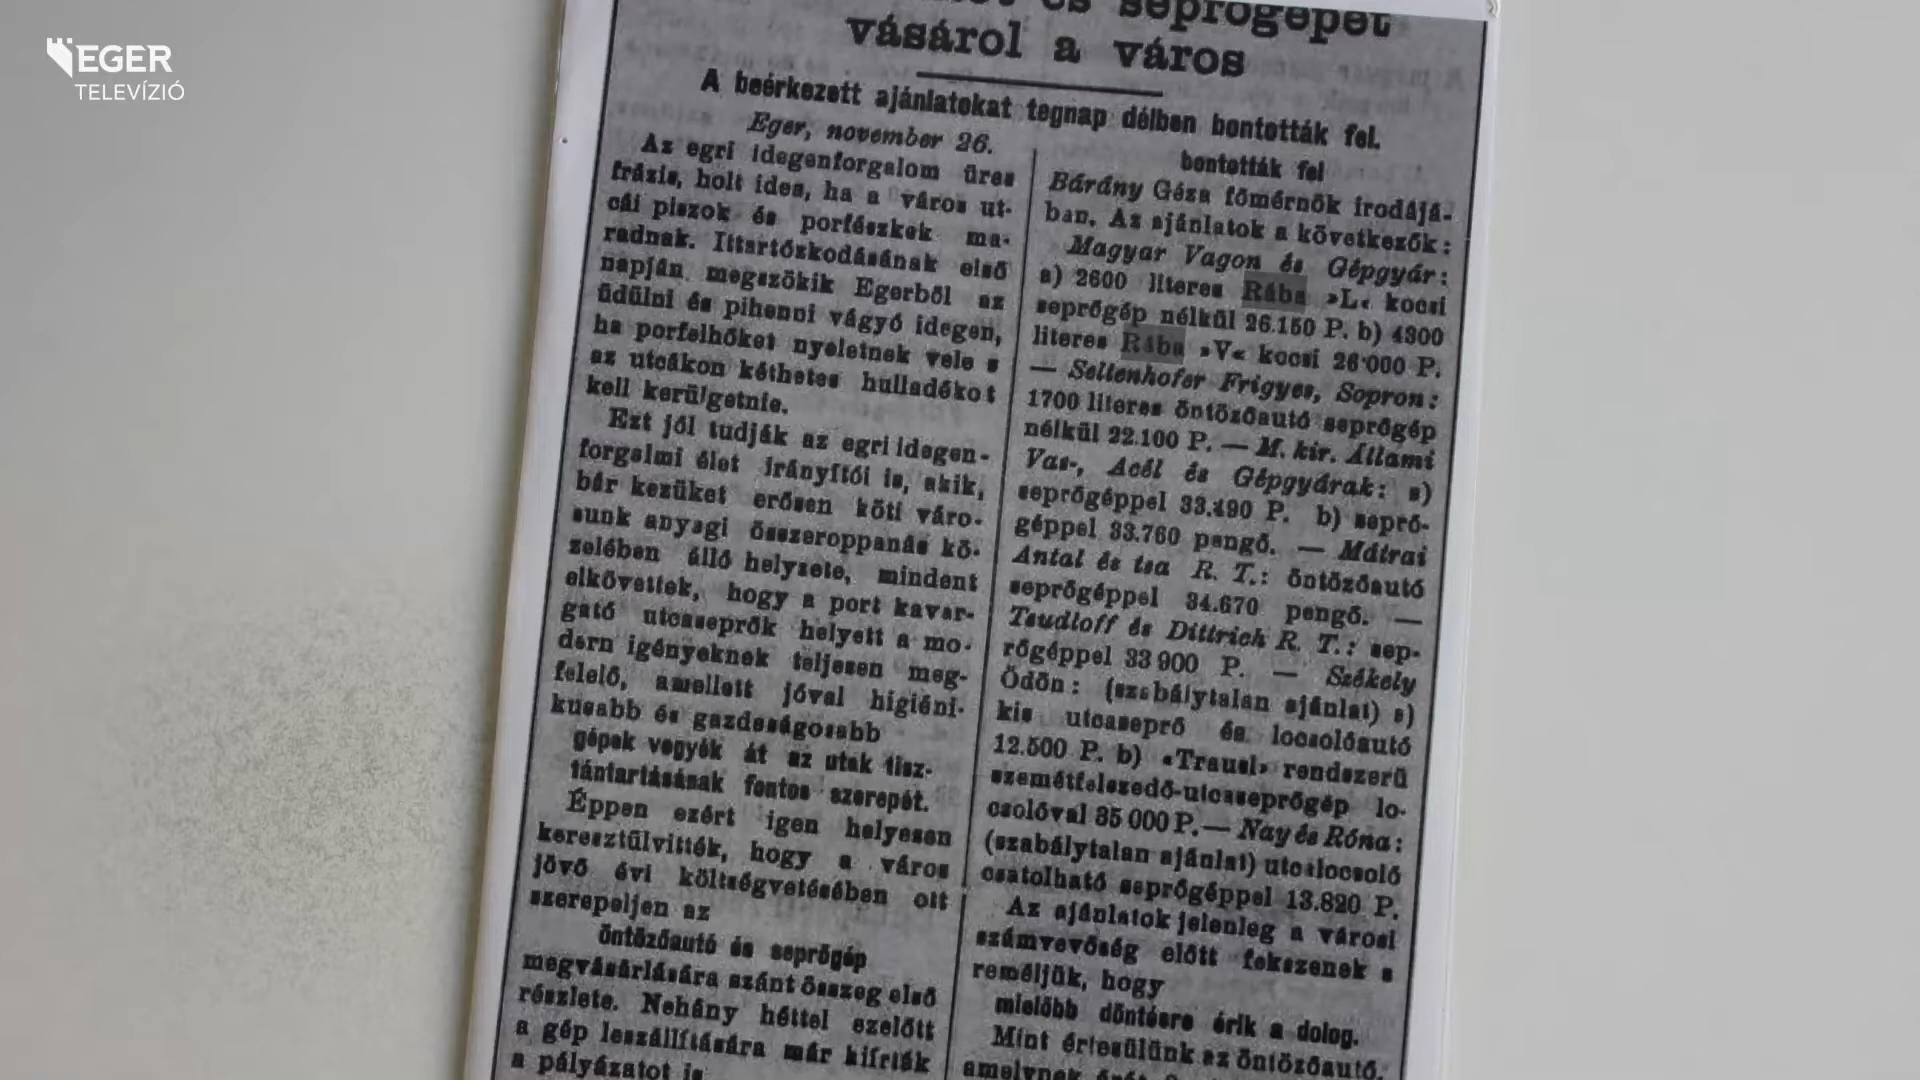 EGER
TELEVÍZIÓ
és seprőgépet
vásárol a város
A beérkezett ajánlatokat tegnap délben bontották fel.
Eger, november 26.
Az egri idegenforgalom üres
frázis, holt idea, ha a város ut-
cái piszok és porfészkek ma-
radnak. Ittartózkodásának első
napján megszökik Egerből az
üdülni és pihenni vágyó idegen,
ha porfelhőket nyeletnek vele s
az utcákon kéthetes hulladékot
kell kerülgetnie.
Ezt jól tudják az egri idegen-
forgalmi élet irányítói is, akik,
bár kezüket erősen köti váro-
sunk anyagi összeroppanás kö-
zelében álló helyzete, mindent
elkövettek, hogy a port kavar-
gató utcaseprők helyett a mo-
dern igényeknek teljesen meg-
felelő, amellett jóval higiéni-
kusabb és gazdaságosabb
gépek vegyék át az utak tisz-
tántartásának fontos szerepét.
Éppen ezért igen helyesen
keresztülvitték, hogy a város
jövő évi költségvetésében ott
szerepeljen az
öntözőautó és seprőgép
megvásárlására szánt összeg első
részlete. Néhány héttel ezelőtt
a gép leszállítására már kiírták
a pályázatot is
bontották fel
Bárány Géza főmérnök irodájá-
ban. Az ajánlatok a következők:
Magyar Vagon és Gépgyár:
a) 2600 literes Rába »L« kocsi
seprőgép nélkül 26.150 P. b) 4300
literes Rába »V« kocsi 26'000 P.
— Seltenhofer Frigyes, Sopron:
1700 literes öntözőautó seprőgép
nélkül 22.100 P. — M. kir. Állami
Vas-, Acél és Gépgyárak: a)
seprőgéppel 33.490 P. b) seprő-
géppel 33.760 pengő. — Mátrai
Antal és tsa R. T.: öntözőautó
seprőgéppel 34.670 pengő. —
Teudloff és Dittrich R. T.: sep-
rőgéppel 33 900 P. — Székely
Ödön: (szabálytalan ajánlat) a)
kis utcaseprő és locsolóautó
12.500 P. b) «Trausl» rendszerű
szemétfelszedő-utcaseprőgép lo-
csolóval 35 000 P.— Nay és Róna:
(szabálytalan ajánlat) utcalocsoló
csatolható seprőgéppel 13.820 P.
Az ajánlatok jelenleg a városi
számvevőség előtt fekszenek s
reméljük, hogy
mielőbb döntésre érik a dolog.
Mint értesülünk az öntözőautó,
amelynek